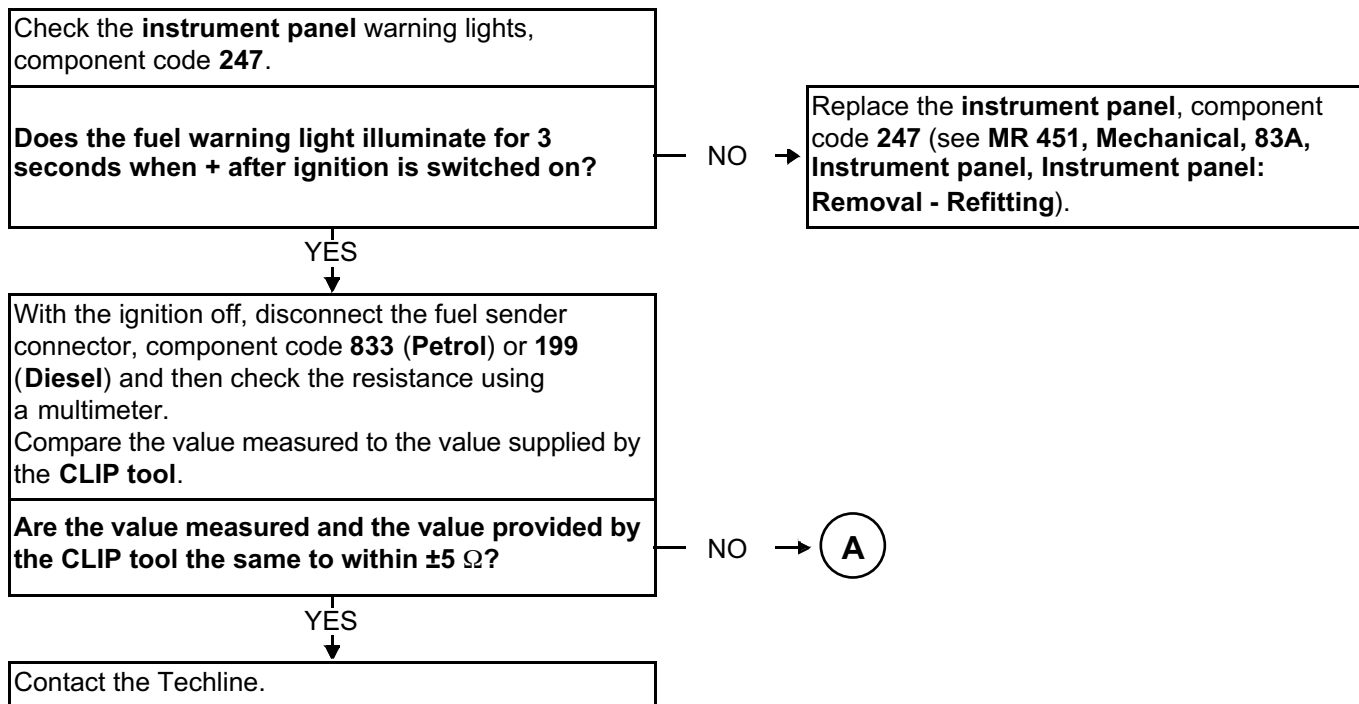 Check the instrument panel warning lights,
component code 247.
Does the fuel warning light illuminate for 3
seconds when + after ignition is switched on?
NO
Replace the instrument panel, component
code 247 (see MR 451, Mechanical, 83A,
Instrument panel, Instrument panel:
Removal - Refitting).
YES
With the ignition off, disconnect the fuel sender
connector, component code 833 (Petrol) or 199
(Diesel) and then check the resistance using
a multimeter.
Compare the value measured to the value supplied by
the CLIP tool.
Are the value measured and the value provided by
the CLIP tool the same to within ±5 Ω?
NO
A
YES
Contact the Techline.